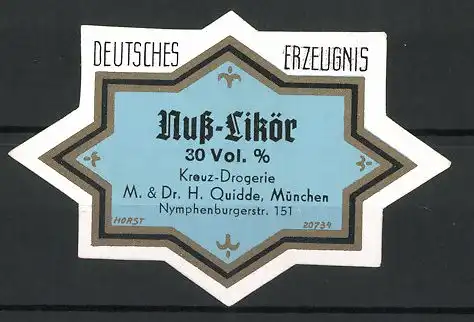 DEUTSCHES ERZEUGNIS
Nuß-Likör
30 Vol. %
Kreuz-Drogerie
M. & Dr. H. Quidde, München
Nymphenburgerstr. 151
HORST 20734